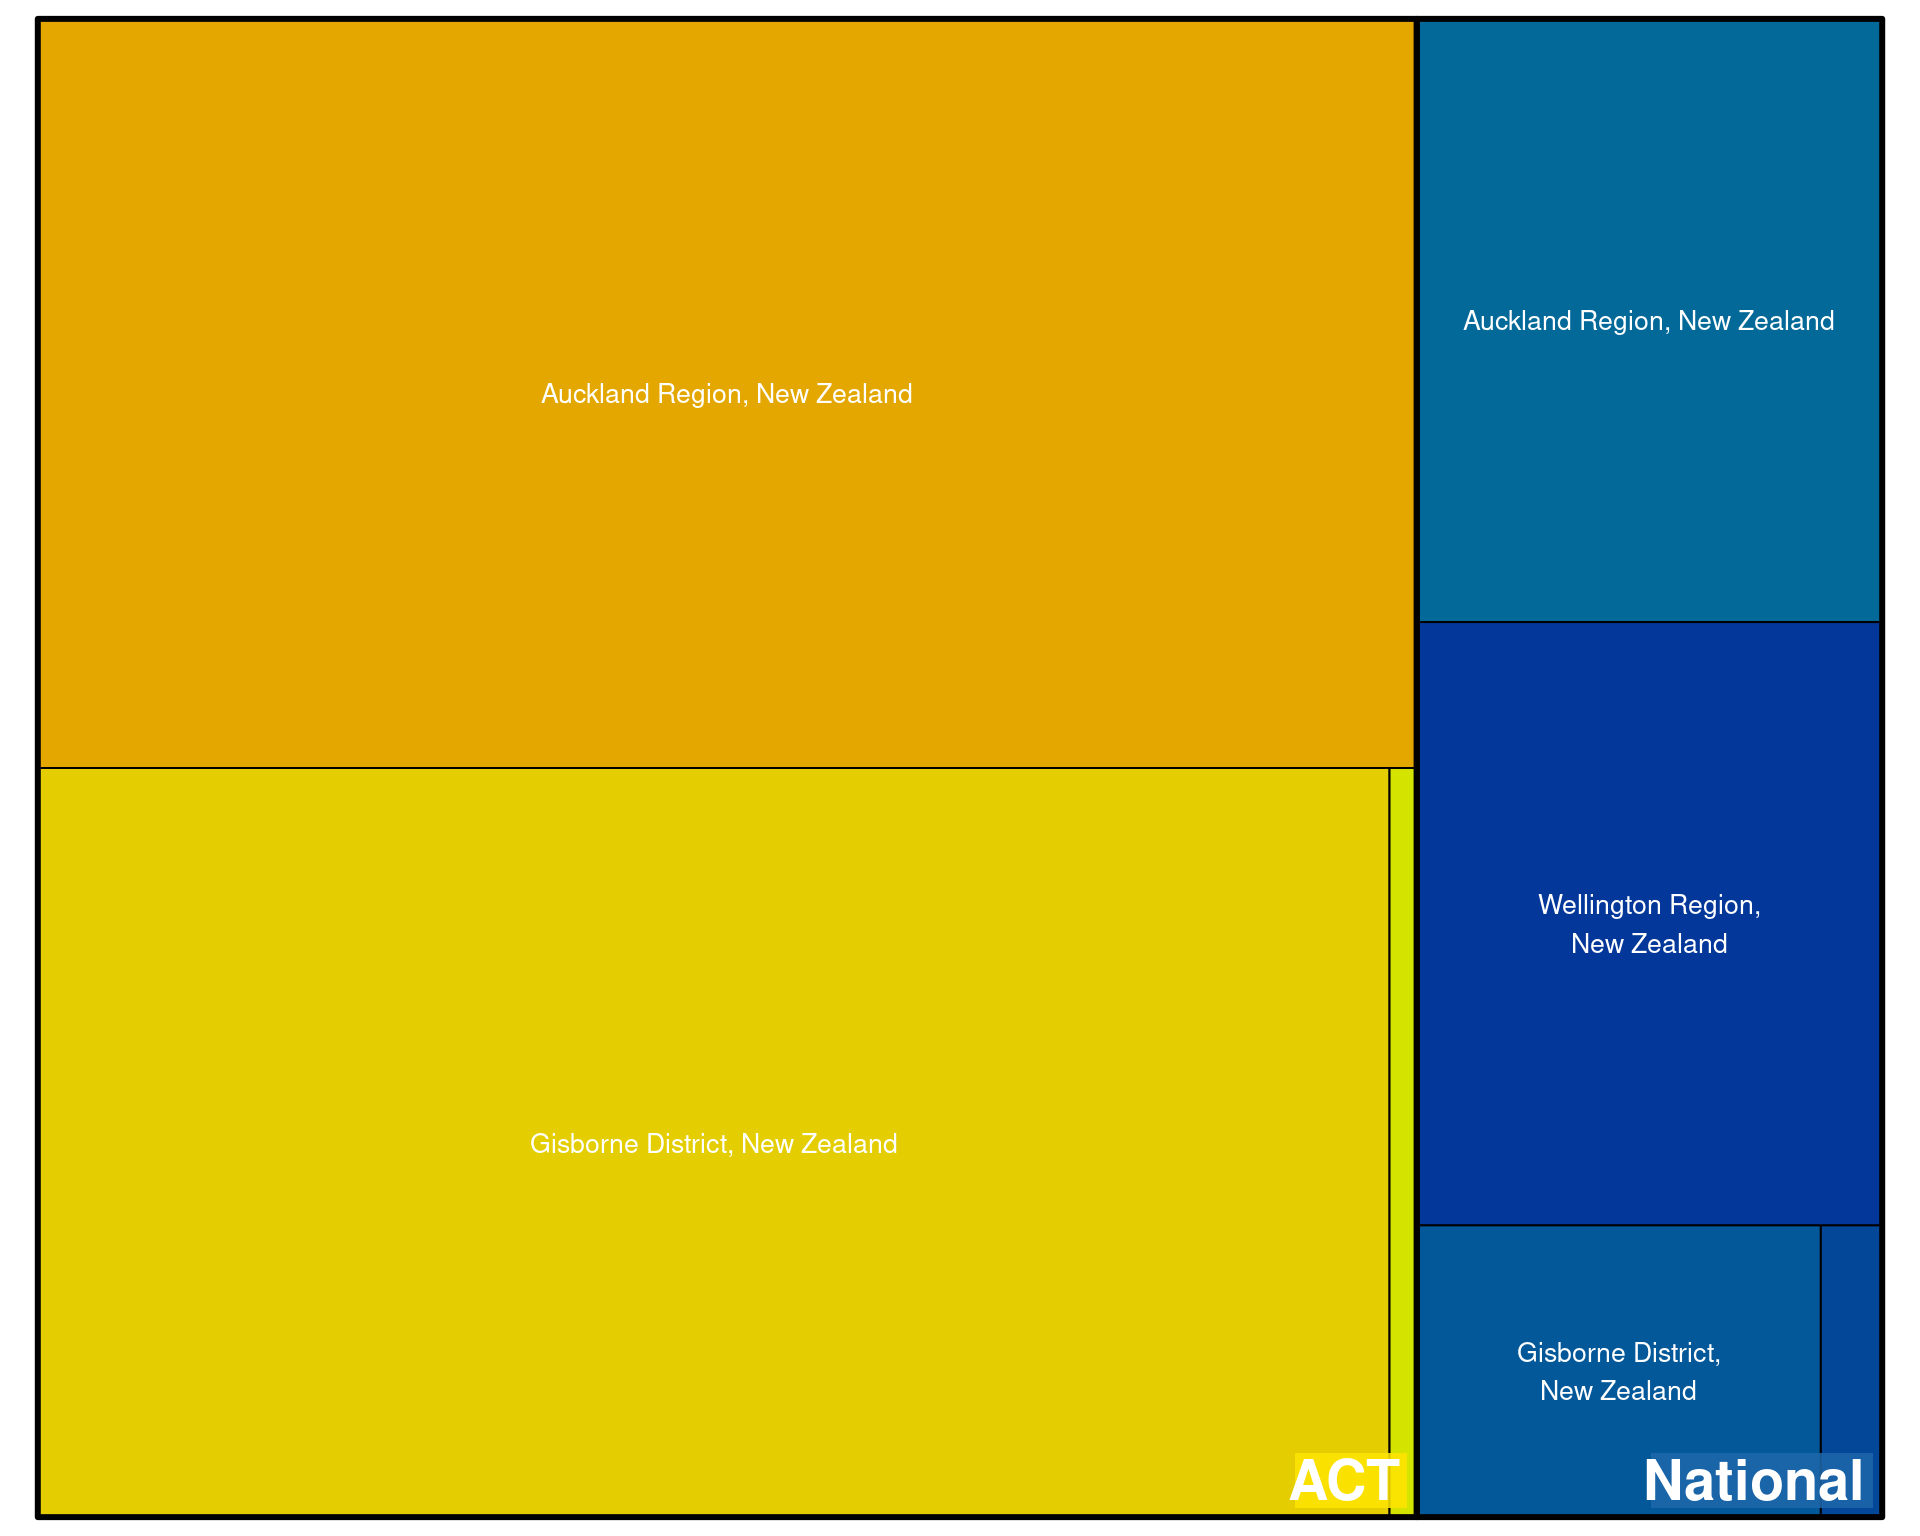 Auckland Region, New Zealand
Gisborne District, New Zealand
ACT
Auckland Region, New Zealand
Wellington Region,
New Zealand
Gisborne District,
New Zealand
National